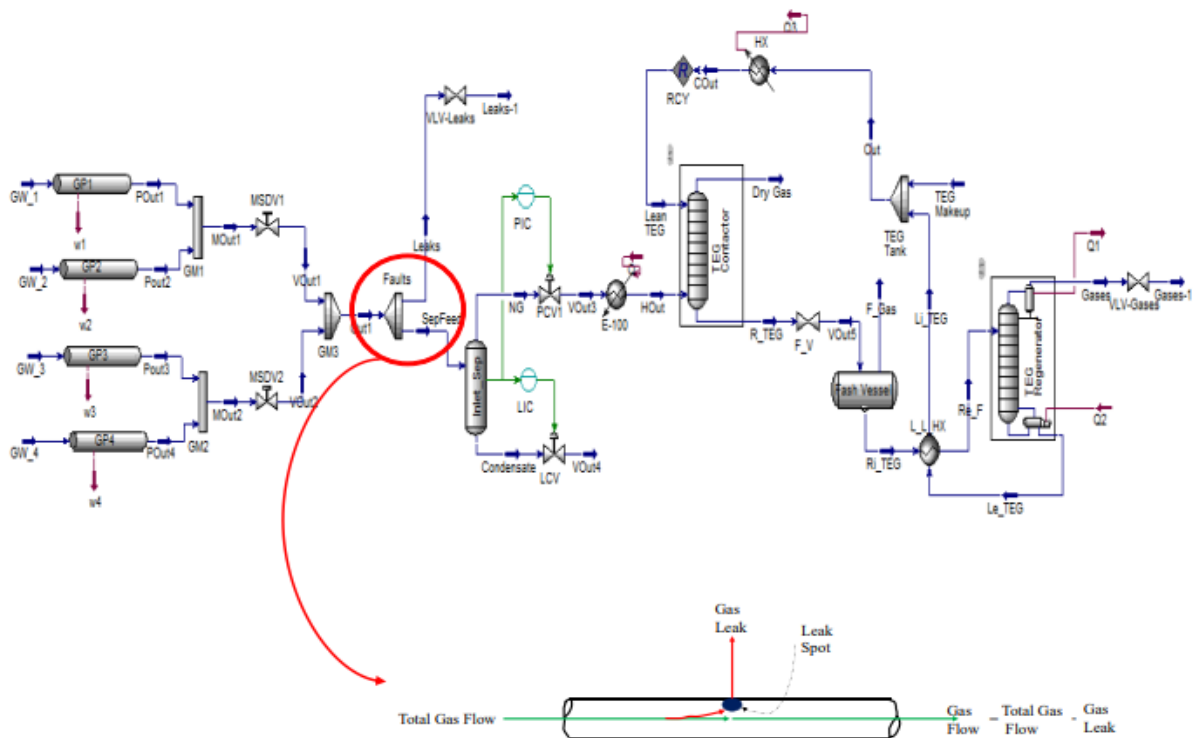 Q3
HX
COut
RCY
VLV-Leaks
Leaks-1
GW_1
GP1
POut1
MSDV1
w1
GM1
MOut1
GW_2
GP2
Pout2
w2
VOut1
Leaks
Faults
SepFeed
GM3
GW_3
GP3
Pout3
MSDV2
w3
GM2
MOut2
VOut2
GW_4
GP4
POut4
w4
PIC
NG
PCV1
VOut3
E-100
HOut
Inlet_Sep
LIC
Condensate
LCV
VOut4
Lean
TEG
Dry Gas
TEG
Contactor
R_TEG
F_V
VOut5
F_Gas
Ri_TEG
L_L_HX
Li_TEG
Out
TEG
Makeup
TEG
Tank
Q1
Gases
VLV-Gases
Gases-1
TEG
Regenerator
Re_F
Q2
Le_TEG
Gas
Leak
Leak
Spot
Total Gas Flow
Gas
Flow
Total Gas
Flow
Gas
Leak